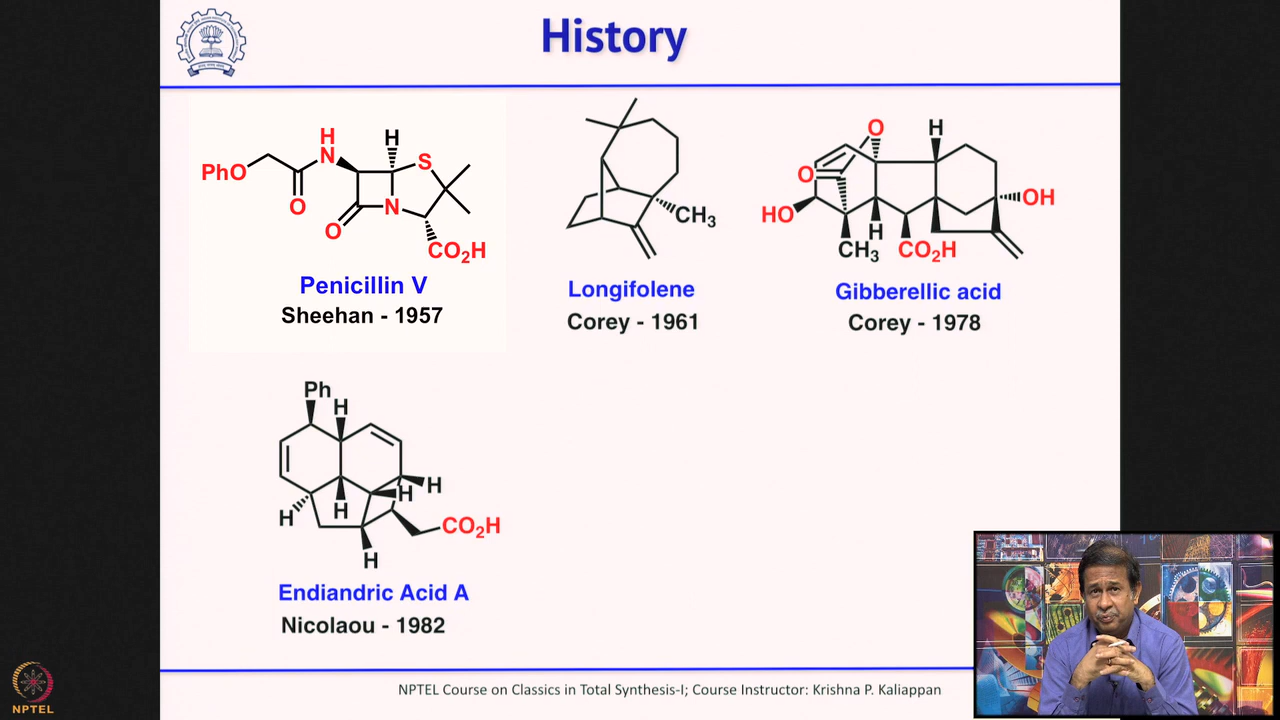 History
PhO
O
H
N
H
S
O
N
CO2H
Penicillin V
Sheehan - 1957
CH3
Longifolene
Corey - 1961
O
H
O
HO
OH
H
CH3
CO2H
Gibberellic acid
Corey - 1978
Ph
H
H
H
H
H
CO2H
H
Endiandric Acid A
Nicolaou - 1982
NPTEL Course on Classics in Total Synthesis-I; Course Instructor: Krishna P. Kaliappan
NPTEL